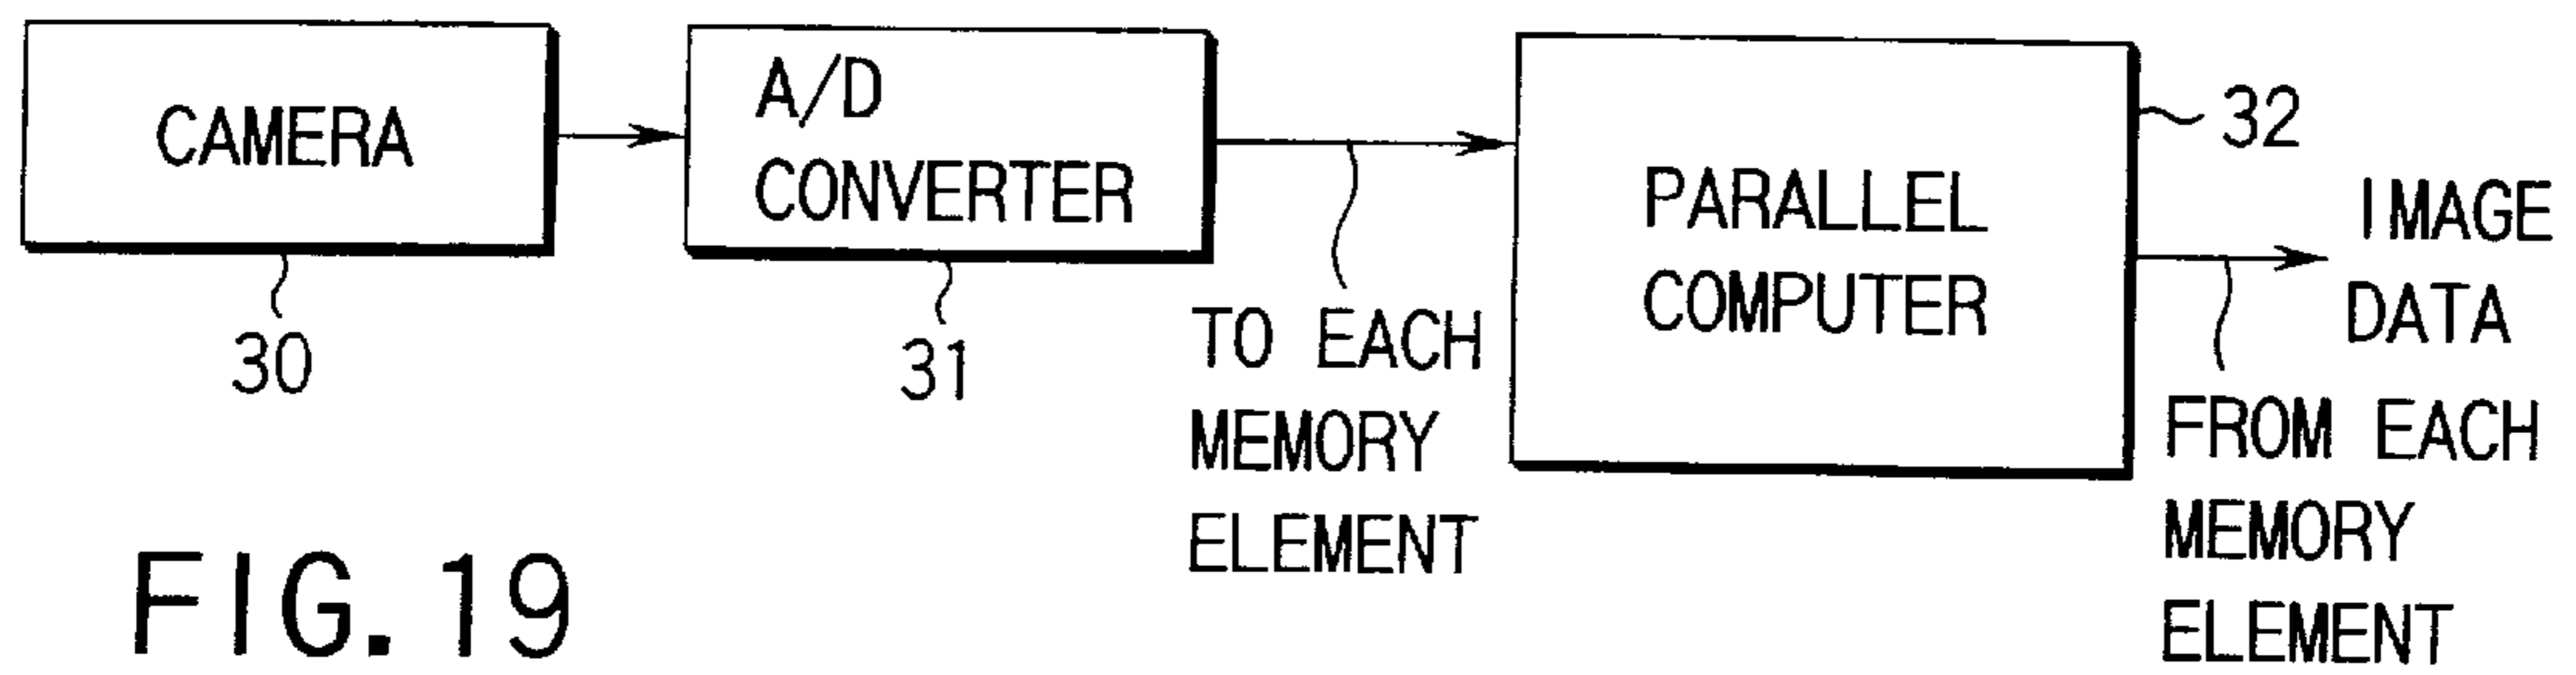 CAMERA
30
A/D
CONVERTER
31
TO EACH
MEMORY
ELEMENT
PARALLEL
COMPUTER
32
IMAGE
DATA
FROM EACH
MEMORY
ELEMENT
FIG.19